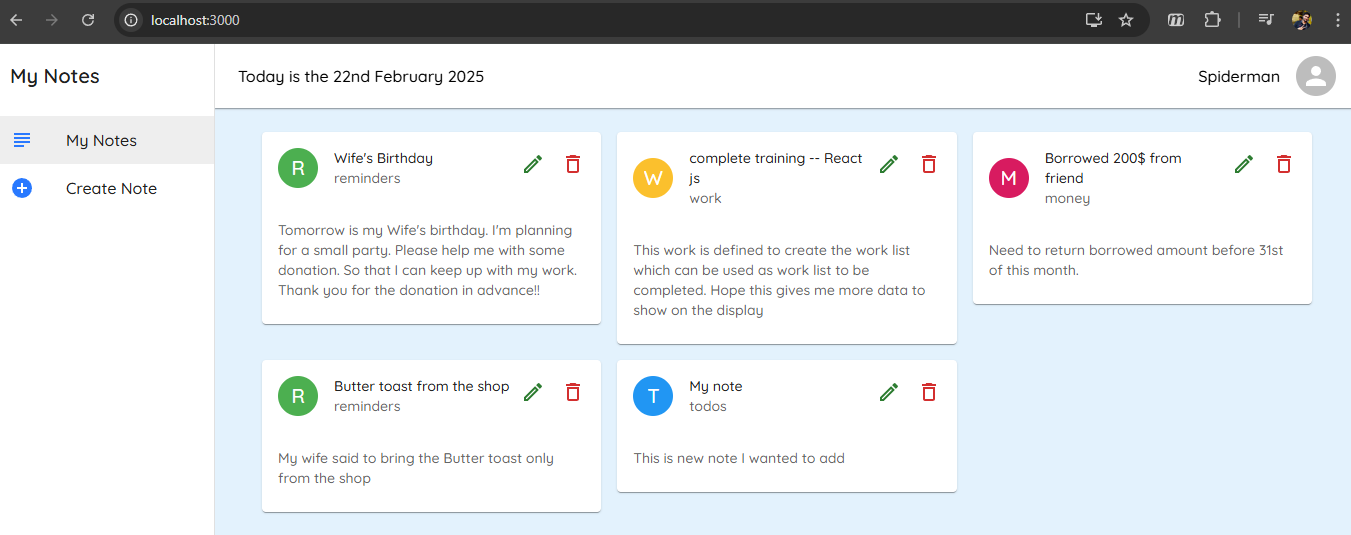 localhost:3000
My Notes
Today is the 22nd February 2025
Spiderman
My Notes
Create Note
R
Wife's Birthday
reminders
Tomorrow is my Wife's birthday. I'm planning
for a small party. Please help me with some
donation. So that I can keep up with my work.
Thank you for the donation in advance!!
W
complete training -- React
js
work
This work is defined to create the work list
which can be used as work list to be
completed. Hope this gives me more data to
show on the display
M
Borrowed 200$ from
friend
money
Need to return borrowed amount before 31st
of this month.
R
Butter toast from the shop
reminders
My wife said to bring the Butter toast only
from the shop
T
My note
todos
This is new note I wanted to add